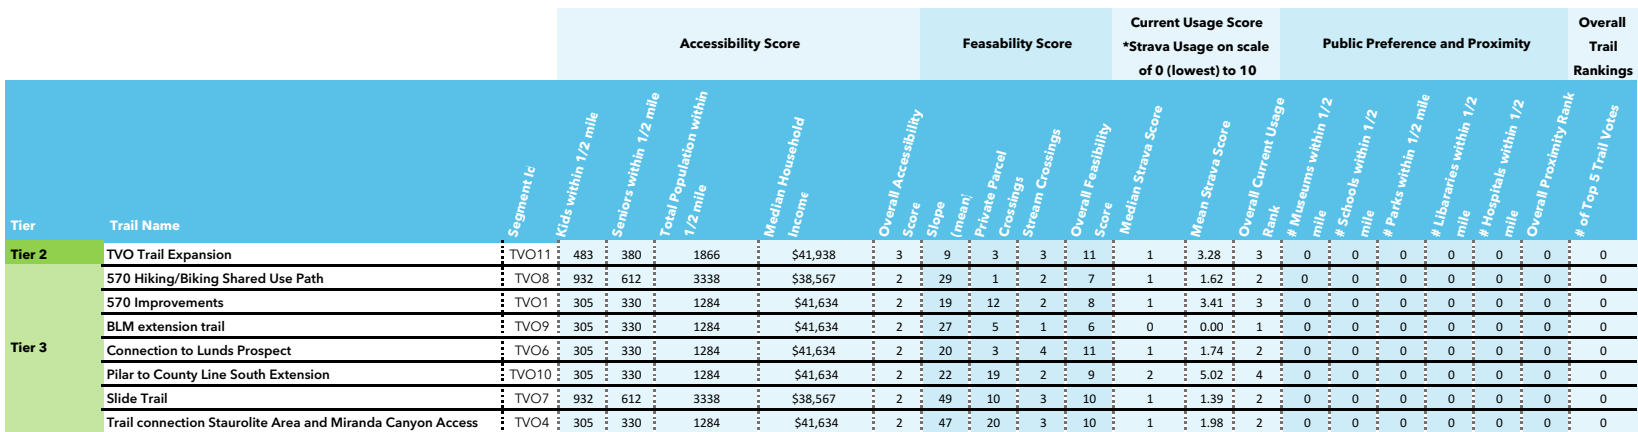 Accessibility Score
Feasability Score
Current Usage Score
*Strava Usage on scale
of 0 (lowest) to 10
Public Preference and Proximity
Overall
Trail
Rankings
Tier
Trail Name
Segment Id
Kids within 1/2 mile
Seniors within 1/2 mile
Total Population within
1/2 mile
Median Household
Income
Overall Accessibility
Score
Slope
(mean)
Private Parcel
Crossings
Stream Crossings
Overall Feasibility
Score
Median Strava Score
Mean Strava Score
Overall Current Usage
Rank
# Museums within 1/2
mile
# Schools within 1/2
mile
# Parks within 1/2 mile
# Libararies within 1/2
mile
# Hospitals within 1/2
mile
Overall Proximity Rank
# of Top 5 Trail Votes
Tier 2 TVO Trail Expansion TVO11 483 380 1866 $41,938 3 9 3 3 11 1 3.28 3 0 0 0 0 0 0 0
570 Hiking/Biking Shared Use Path TVO8 932 612 3338 $38,567 2 29 1 2 7 1 1.62 2 0 0 0 0 0 0 0
570 Improvements TVO1 305 330 1284 $41,634 2 19 12 2 8 1 3.41 3 0 0 0 0 0 0 0
BLM extension trail TVO9 305 330 1284 $41,634 2 27 5 1 6 0 0.00 1 0 0 0 0 0 0 0
Tier 3 Connection to Lunds Prospect TVO6 305 330 1284 $41,634 2 20 3 4 11 1 1.74 2 0 0 0 0 0 0 0
Pilar to County Line South Extension TVO10 305 330 1284 $41,634 2 22 19 2 9 2 5.02 4 0 0 0 0 0 0 0
Slide Trail TVO7 932 612 3338 $38,567 2 49 10 3 10 1 1.39 2 0 0 0 0 0 0 0
Trail connection Staurolite Area and Miranda Canyon Access TVO4 305 330 1284 $41,634 2 47 20 3 10 1 1.98 2 0 0 0 0 0 0 0